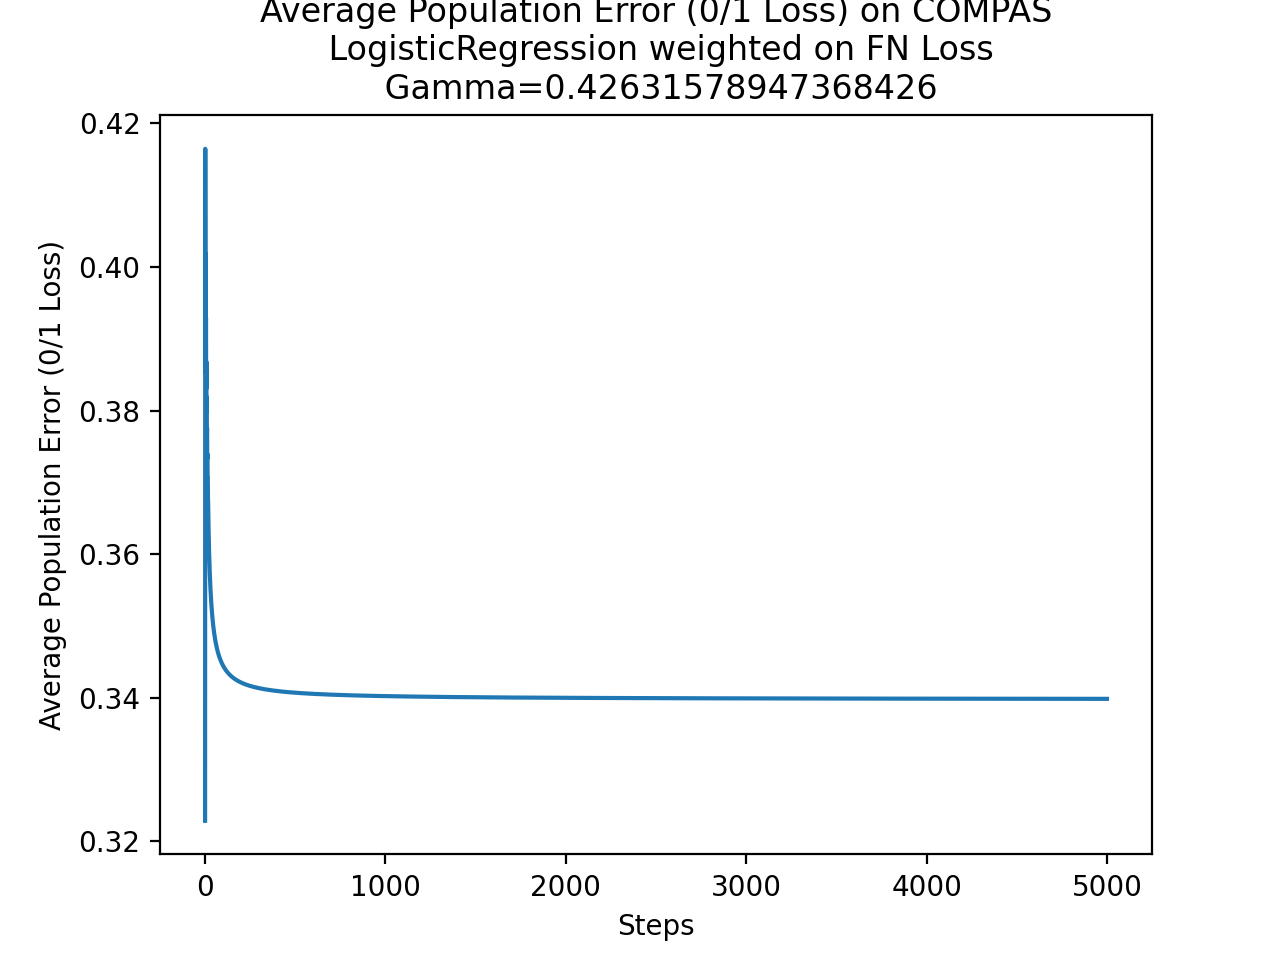 Average Population Error (0/1 Loss) on COMPAS
LogisticRegression weighted on FN Loss
Gamma=0.42631578947368426
0.42
0.40
0.38
0.36
0.34
0.32
Average Population Error (0/1 Loss)
0 1000 2000 3000 4000 5000
Steps